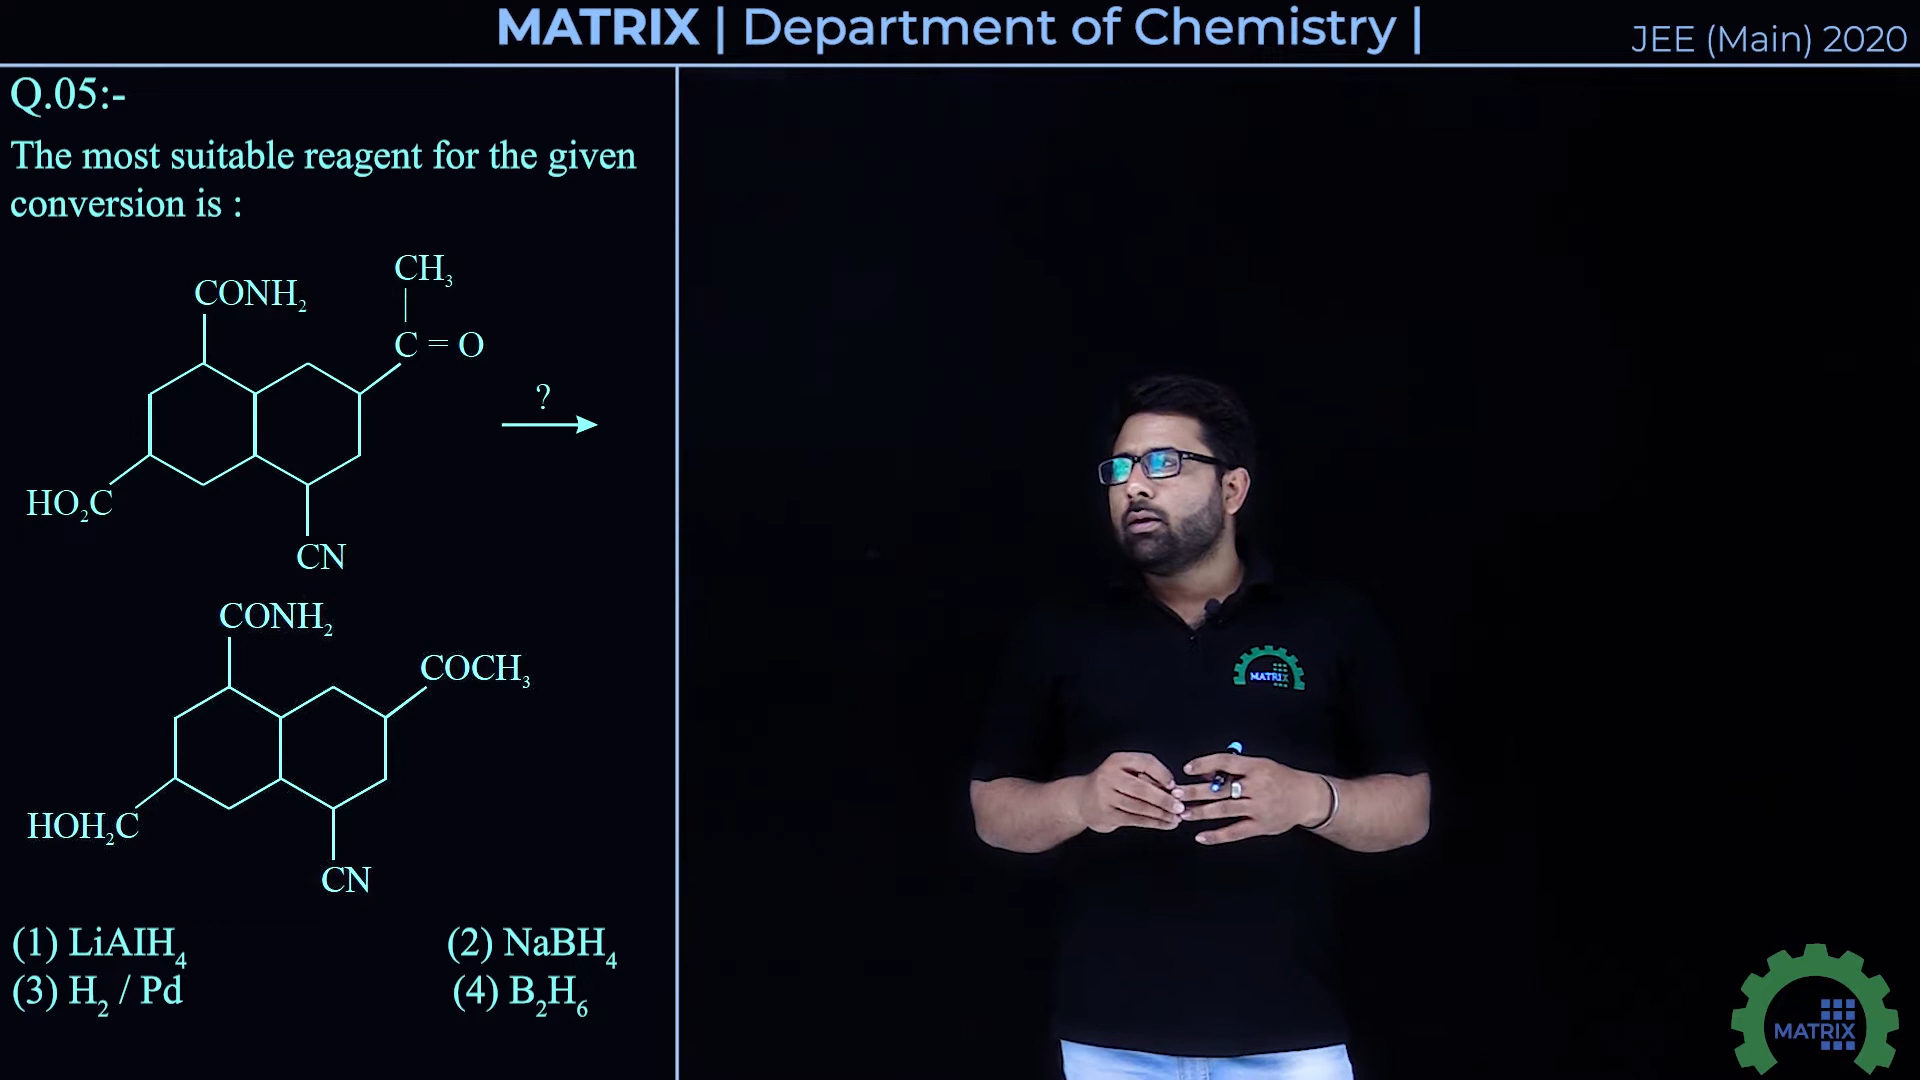 MATRIX | Department of Chemistry |
JEE (Main) 2020
Q.05:-
The most suitable reagent for the given
conversion is :
CH₃
CONH₂
C = O
?
HO₂C
CN
CONH₂
COCH₃
HOH₂C
CN
(1) LiAlH₄ (2) NaBH₄
(3) H₂ / Pd (4) B₂H₆
MATRIX
MATRIX